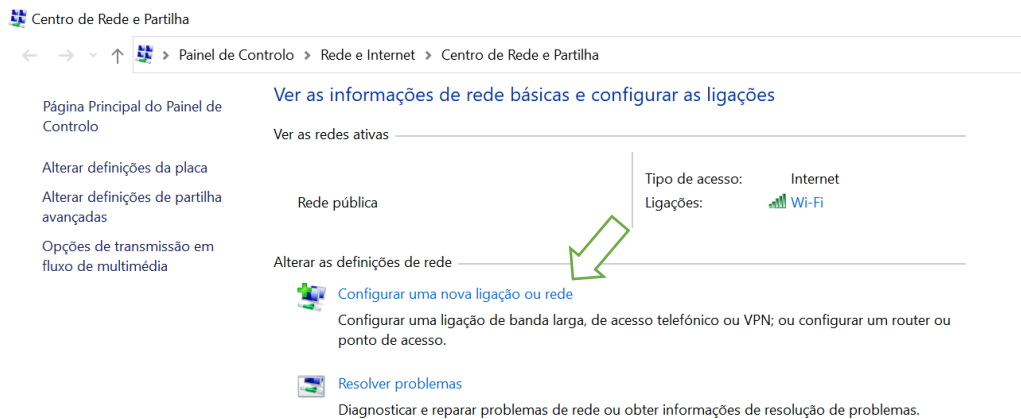 Centro de Rede e Partilha
Painel de Controlo > Rede e Internet > Centro de Rede e Partilha
Página Principal do Painel de
Controlo
Alterar definições da placa
Alterar definições de partilha
avançadas
Opções de transmissão em
fluxo de multimédia
Ver as informações de rede básicas e configurar as ligações
Ver as redes ativas
Rede pública
Tipo de acesso: Internet
Ligações: Wi-Fi
Alterar as definições de rede
Configurar uma nova ligação ou rede
Configurar uma ligação de banda larga, de acesso telefónico ou VPN; ou configurar um router ou
ponto de acesso.
Resolver problemas
Diagnosticar e reparar problemas de rede ou obter informações de resolução de problemas.